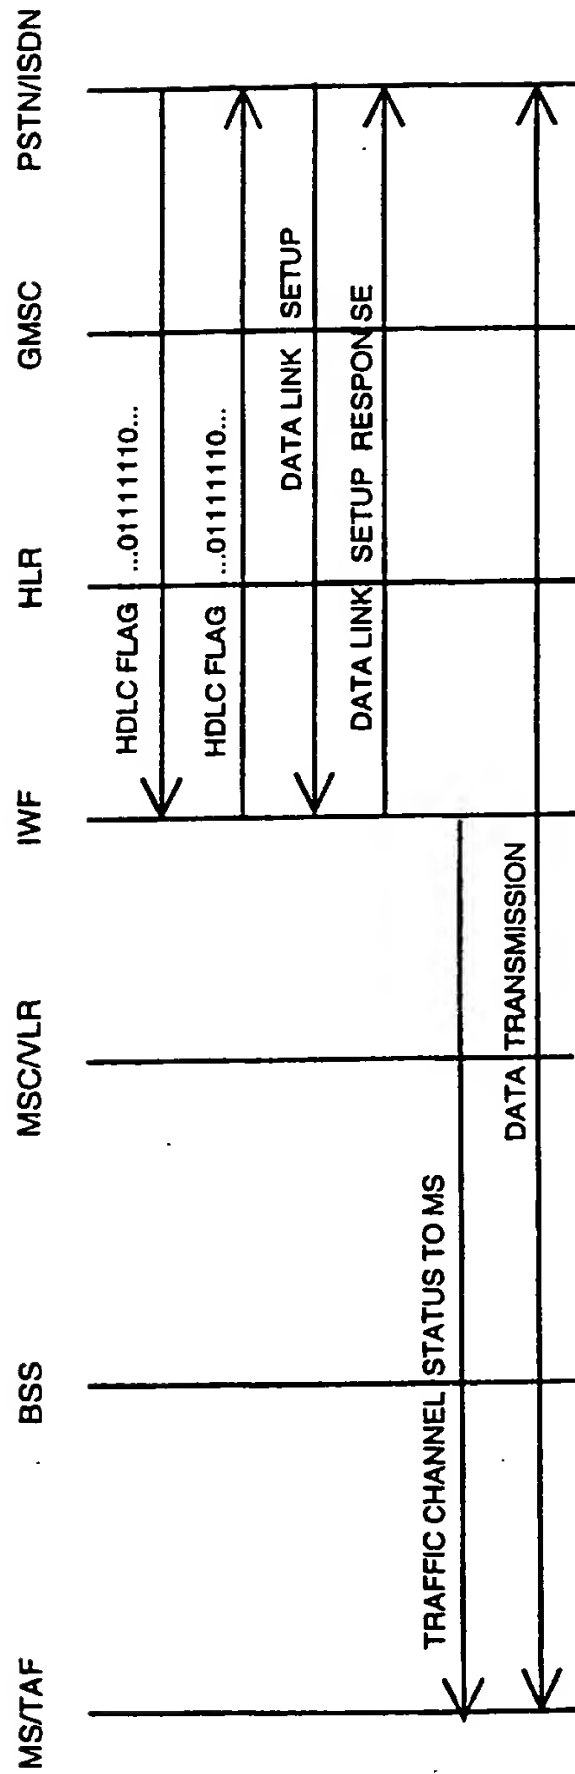 MS/TAF
BSS
MSC/VLR
IWF
HLR
GMSC
PSTN/ISDN
HDLC FLAG ...01111110...
HDLC FLAG ...01111110...
DATA LINK SETUP
DATA LINK SETUP RESPONSE
TRAFFIC CHANNEL STATUS TO MS
DATA TRANSMISSION